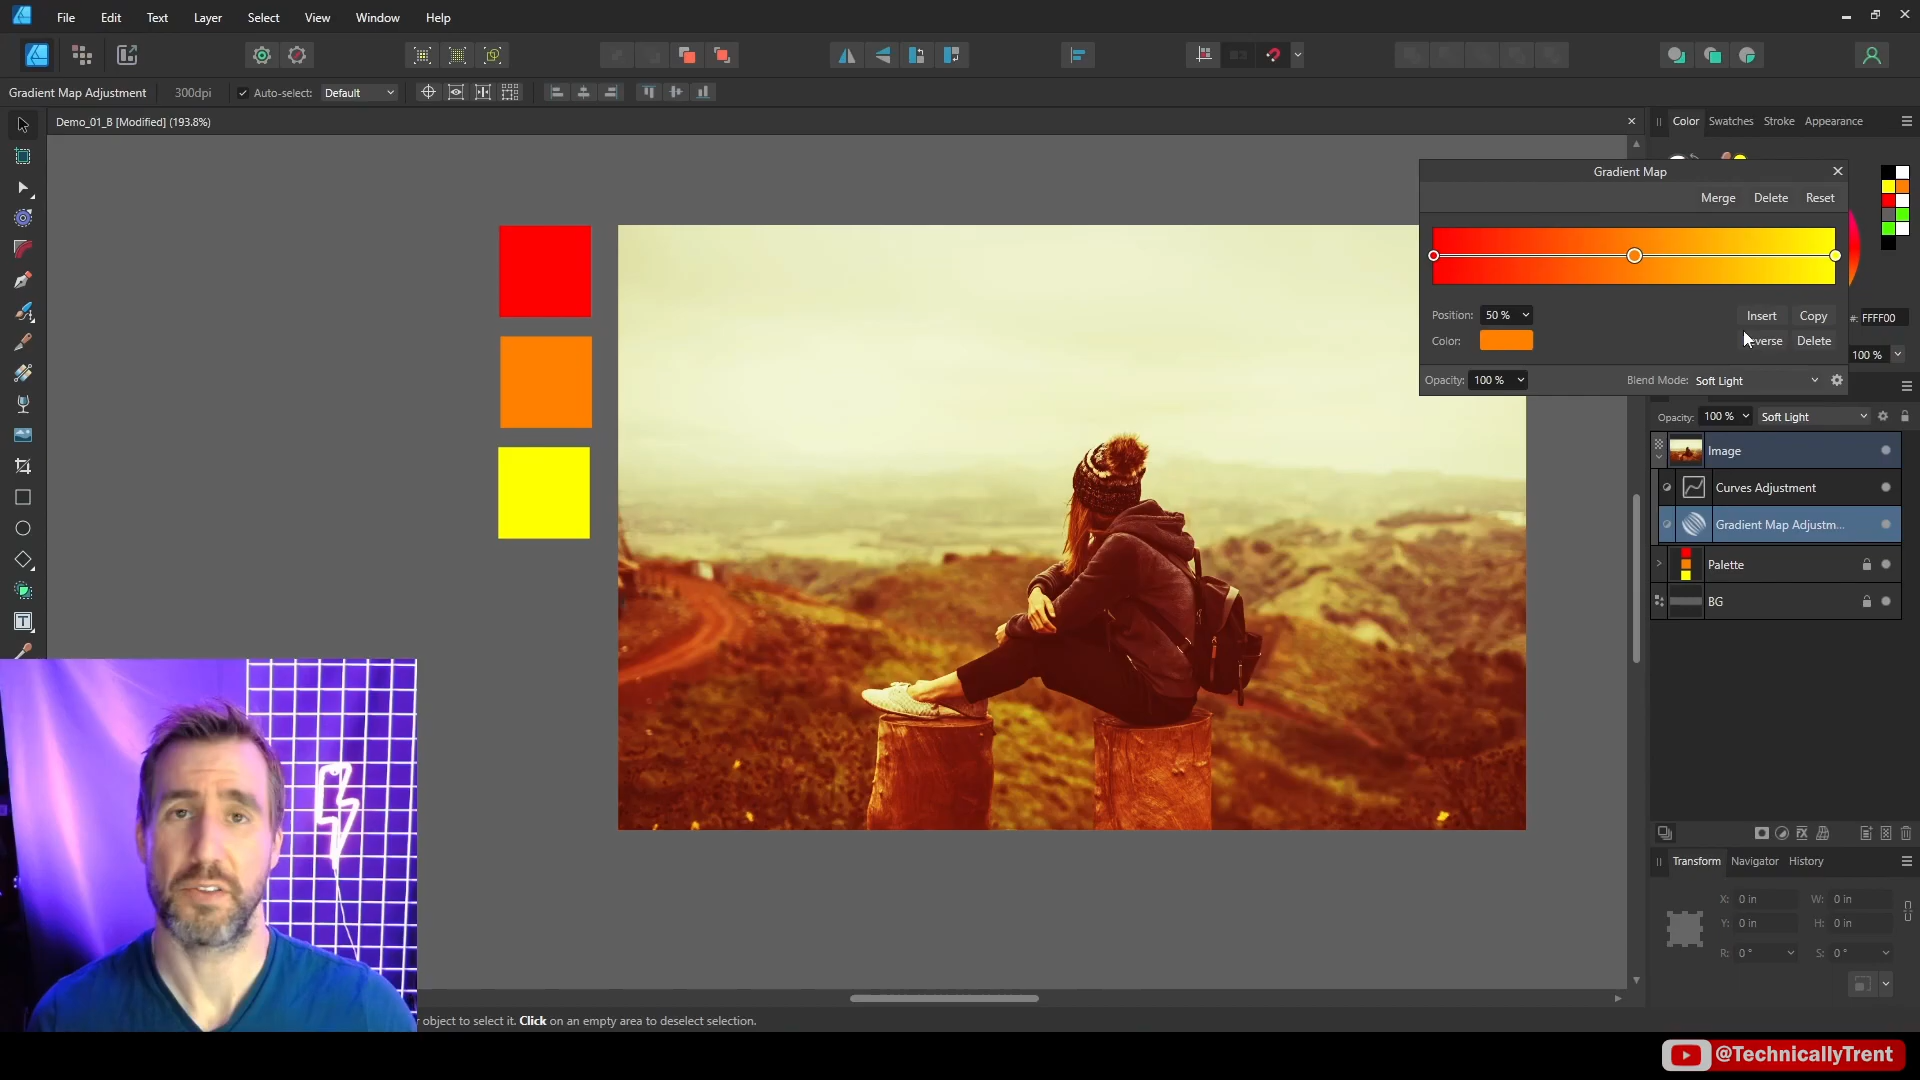 File Edit Text Layer Select View Window Help
Gradient Map Adjustment 300dpi Auto-select: Default
Demo_01_B [Modified] (193.8%)
Color Swatches Stroke Appearance
Gradient Map
Merge Delete Reset
Position: 50 % Insert Copy
#: FFFF00
Color: verse Delete
100 %
Opacity: 100 % Blend Mode: Soft Light
Opacity: 100 % Soft Light
Image
Curves Adjustment
Gradient Map Adjustm...
Palette
BG
Transform Navigator History
X: 0 in W: 0 in
Y: 0 in H: 0 in
R: 0 ° S: 0 °
object to select it. Click on an empty area to deselect selection.
@TechnicallyTrent